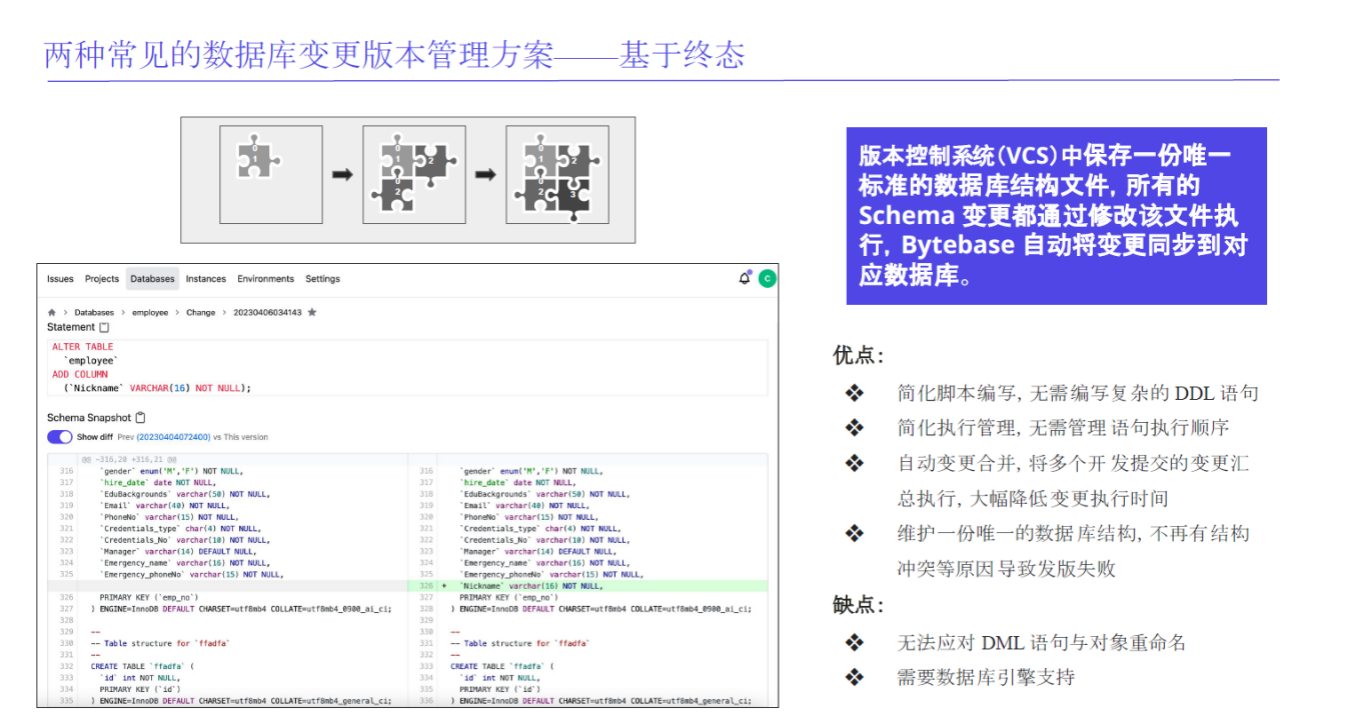 两种常见的数据库变更版本管理方案——基于终态
0
1
0
1
2
2
0
1
2
2
3
版本控制系统(VCS)中保存一份唯一
标准的数据库结构文件, 所有的
Schema 变更都通过修改该文件执
行, Bytebase 自动将变更同步到对
应数据库。
Issues Projects Databases Instances Environments Settings
C
> Databases > employee > Change > 20230406034143 ★
Statement
ALTER TABLE
`employee`
ADD COLUMN
(`Nickname` VARCHAR(16) NOT NULL);
Schema Snapshot
Show diff Prev (20230404072400) vs This version
@@ -316,20 +316,21 @@
316 `gender` enum('M','F') NOT NULL,
317 `hire_date` date NOT NULL,
318 `EduBackgrounds` varchar(50) NOT NULL,
319 `Email` varchar(40) NOT NULL,
320 `PhoneNo` varchar(15) NOT NULL,
321 `Credentials_type` char(4) NOT NULL,
322 `Credentials_No` varchar(18) NOT NULL,
323 `Manager` varchar(14) DEFAULT NULL,
324 `Emergency_name` varchar(16) NOT NULL,
325 `Emergency_phoneNo` varchar(15) NOT NULL,
326 PRIMARY KEY (`emp_no`)
327 ) ENGINE=InnoDB DEFAULT CHARSET=utf8mb4 COLLATE=utf8mb4_0900_ai_ci;
328
329 --
330 -- Table structure for `ffadfa`
331 --
332 CREATE TABLE `ffadfa` (
333 `id` int NOT NULL,
334 PRIMARY KEY (`id`)
335 ) ENGINE=InnoDB DEFAULT CHARSET=utf8mb4 COLLATE=utf8mb4_general_ci;
316 `gender` enum('M','F') NOT NULL,
317 `hire_date` date NOT NULL,
318 `EduBackgrounds` varchar(50) NOT NULL,
319 `Email` varchar(40) NOT NULL,
320 `PhoneNo` varchar(15) NOT NULL,
321 `Credentials_type` char(4) NOT NULL,
322 `Credentials_No` varchar(18) NOT NULL,
323 `Manager` varchar(14) DEFAULT NULL,
324 `Emergency_name` varchar(16) NOT NULL,
325 `Emergency_phoneNo` varchar(15) NOT NULL,
326 + `Nickname` varchar(16) NOT NULL,
327 PRIMARY KEY (`emp_no`)
328 ) ENGINE=InnoDB DEFAULT CHARSET=utf8mb4 COLLATE=utf8mb4_0900_ai_ci;
329
330 --
331 -- Table structure for `ffadfa`
332 --
333 CREATE TABLE `ffadfa` (
334 `id` int NOT NULL,
335 PRIMARY KEY (`id`)
336 ) ENGINE=InnoDB DEFAULT CHARSET=utf8mb4 COLLATE=utf8mb4_general_ci;
优点:
❖ 简化脚本编写, 无需编写复杂的 DDL 语句
❖ 简化执行管理, 无需管理语句执行顺序
❖ 自动变更合并, 将多个开发提交的变更汇
总执行, 大幅降低变更执行时间
❖ 维护一份唯一的数据库结构, 不再有结构
冲突等原因导致发版失败
缺点:
❖ 无法应对 DML 语句与对象重命名
❖ 需要数据库引擎支持